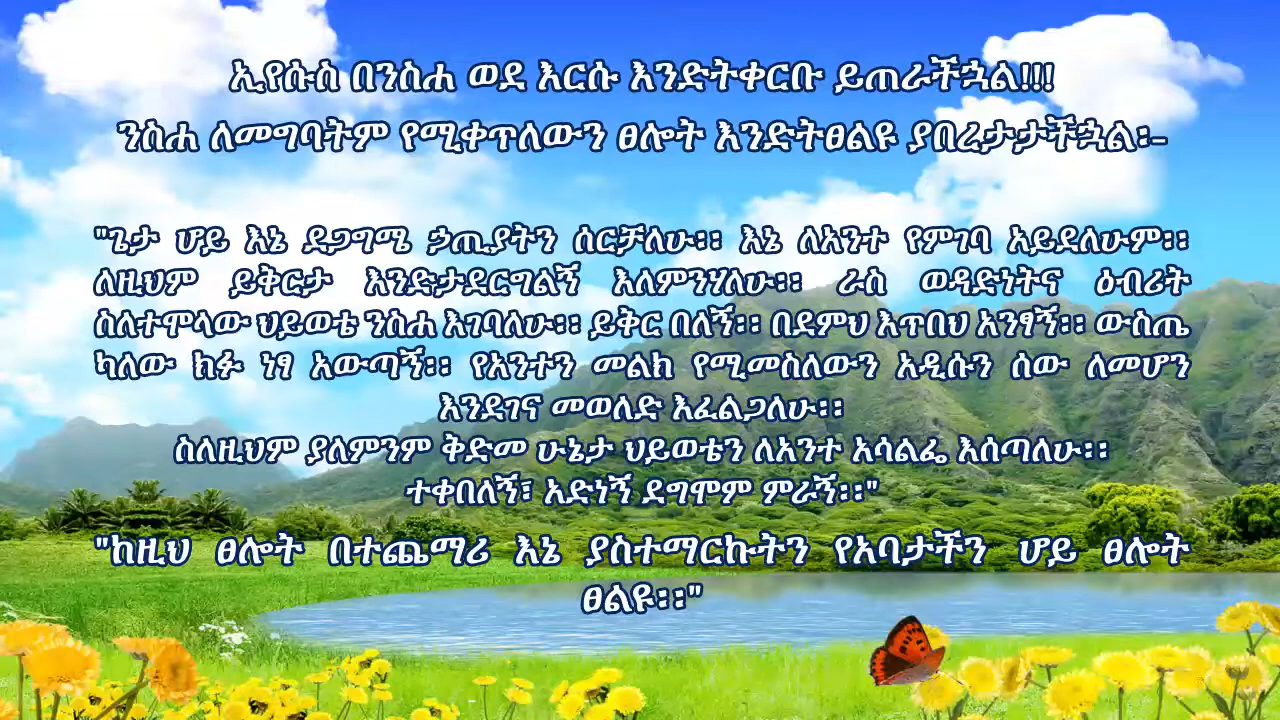 ኢየሱስ በንስሐ ወደ እርሱ እንድትቀርቡ ይጠራችኋል!!!
ንስሐ ለመግባትም የሚቀጥለውን ፀሎት እንድትፀልዩ ያበረታታችኋል፡-
"ጌታ ሆይ እኔ ደጋግሜ ኃጢያትን ሰርቻለሁ፡፡ እኔ ለአንተ የምገባ አይደለሁም፡፡
ለዚህም ይቅርታ እንድታደርግልኝ እለምንሃለሁ፡፡ ራስ ወዳድነትና ዕብሪት
ስለተሞላው ህይወቴ ንስሐ እገባለሁ፡፡ ይቅር በለኝ፡፡ በደምህ እጥበህ አንፃኝ፡፡ ውስጤ
ካለው ክፉ ነፃ አውጣኝ፡፡ የአንተን መልክ የሚመስለውን አዲሱን ሰው ለመሆን
እንደገና መወለድ እፈልጋለሁ፡፡
ስለዚህም ያለምንም ቅድመ ሁኔታ ህይወቴን ለአንተ አሳልፌ እሰጣለሁ፡፡
ተቀበለኝ፣ አድነኝ ደግሞም ምራኝ፡፡"
"ከዚህ ፀሎት በተጨማሪ እኔ ያስተማርኩትን የአባታችን ሆይ ፀሎት
ፀልዩ፡፡"